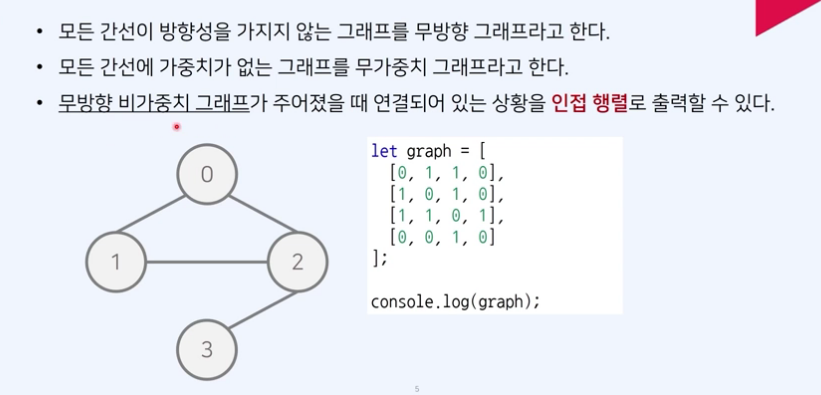 • 모든 간선이 방향성을 가지지 않는 그래프를 무방향 그래프라고 한다.
• 모든 간선에 가중치가 없는 그래프를 무가중치 그래프라고 한다.
• 무방향 비가중치 그래프가 주어졌을 때 연결되어 있는 상황을 인접 행렬로 출력할 수 있다.
0
1
2
3
let graph = [
[0, 1, 1, 0],
[1, 0, 1, 0],
[1, 1, 0, 1],
[0, 0, 1, 0]
];
console.log(graph);
5